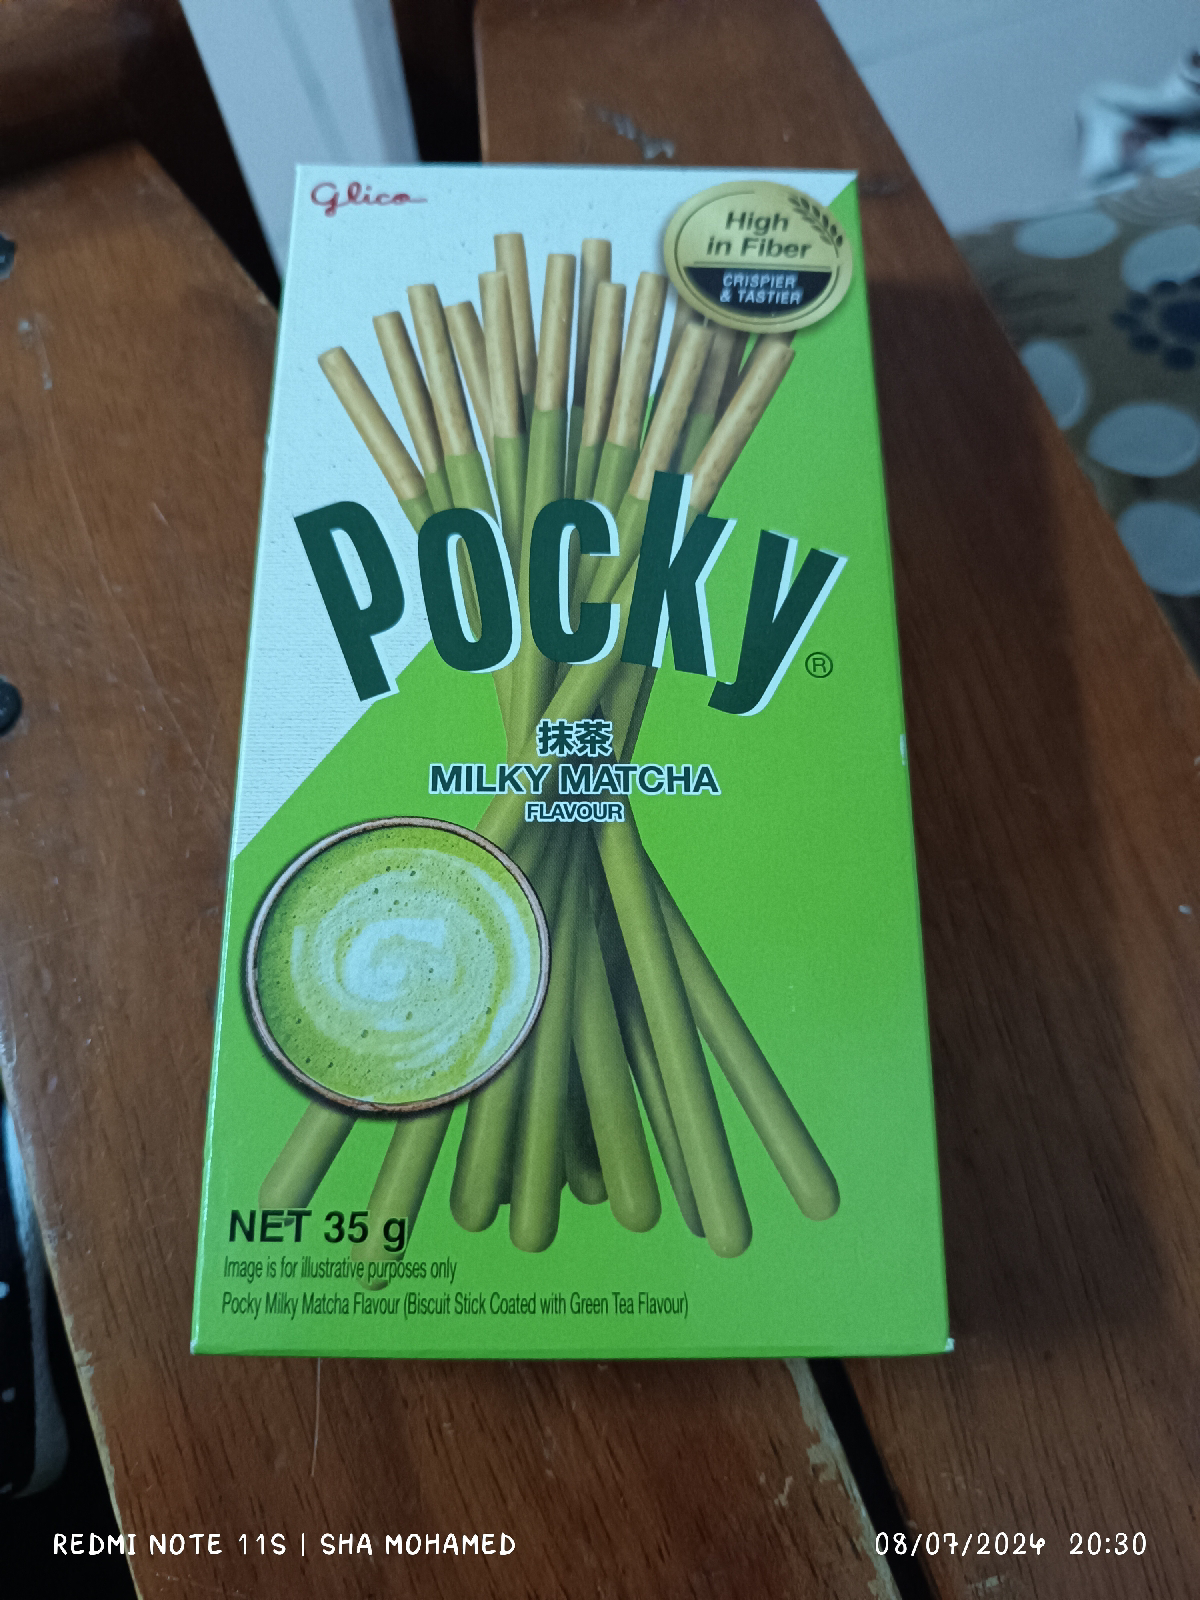 Glico
High
in Fiber
CRISPIER
& TASTIER
Pocky®
抹茶
MILKY MATCHA
FLAVOUR
NET 35 g
Image is for illustrative purposes only
Pocky Milky Matcha Flavour (Biscuit Stick Coated with Green Tea Flavour)
REDMI NOTE 11S | SHA MOHAMED
08/07/2024 20:30